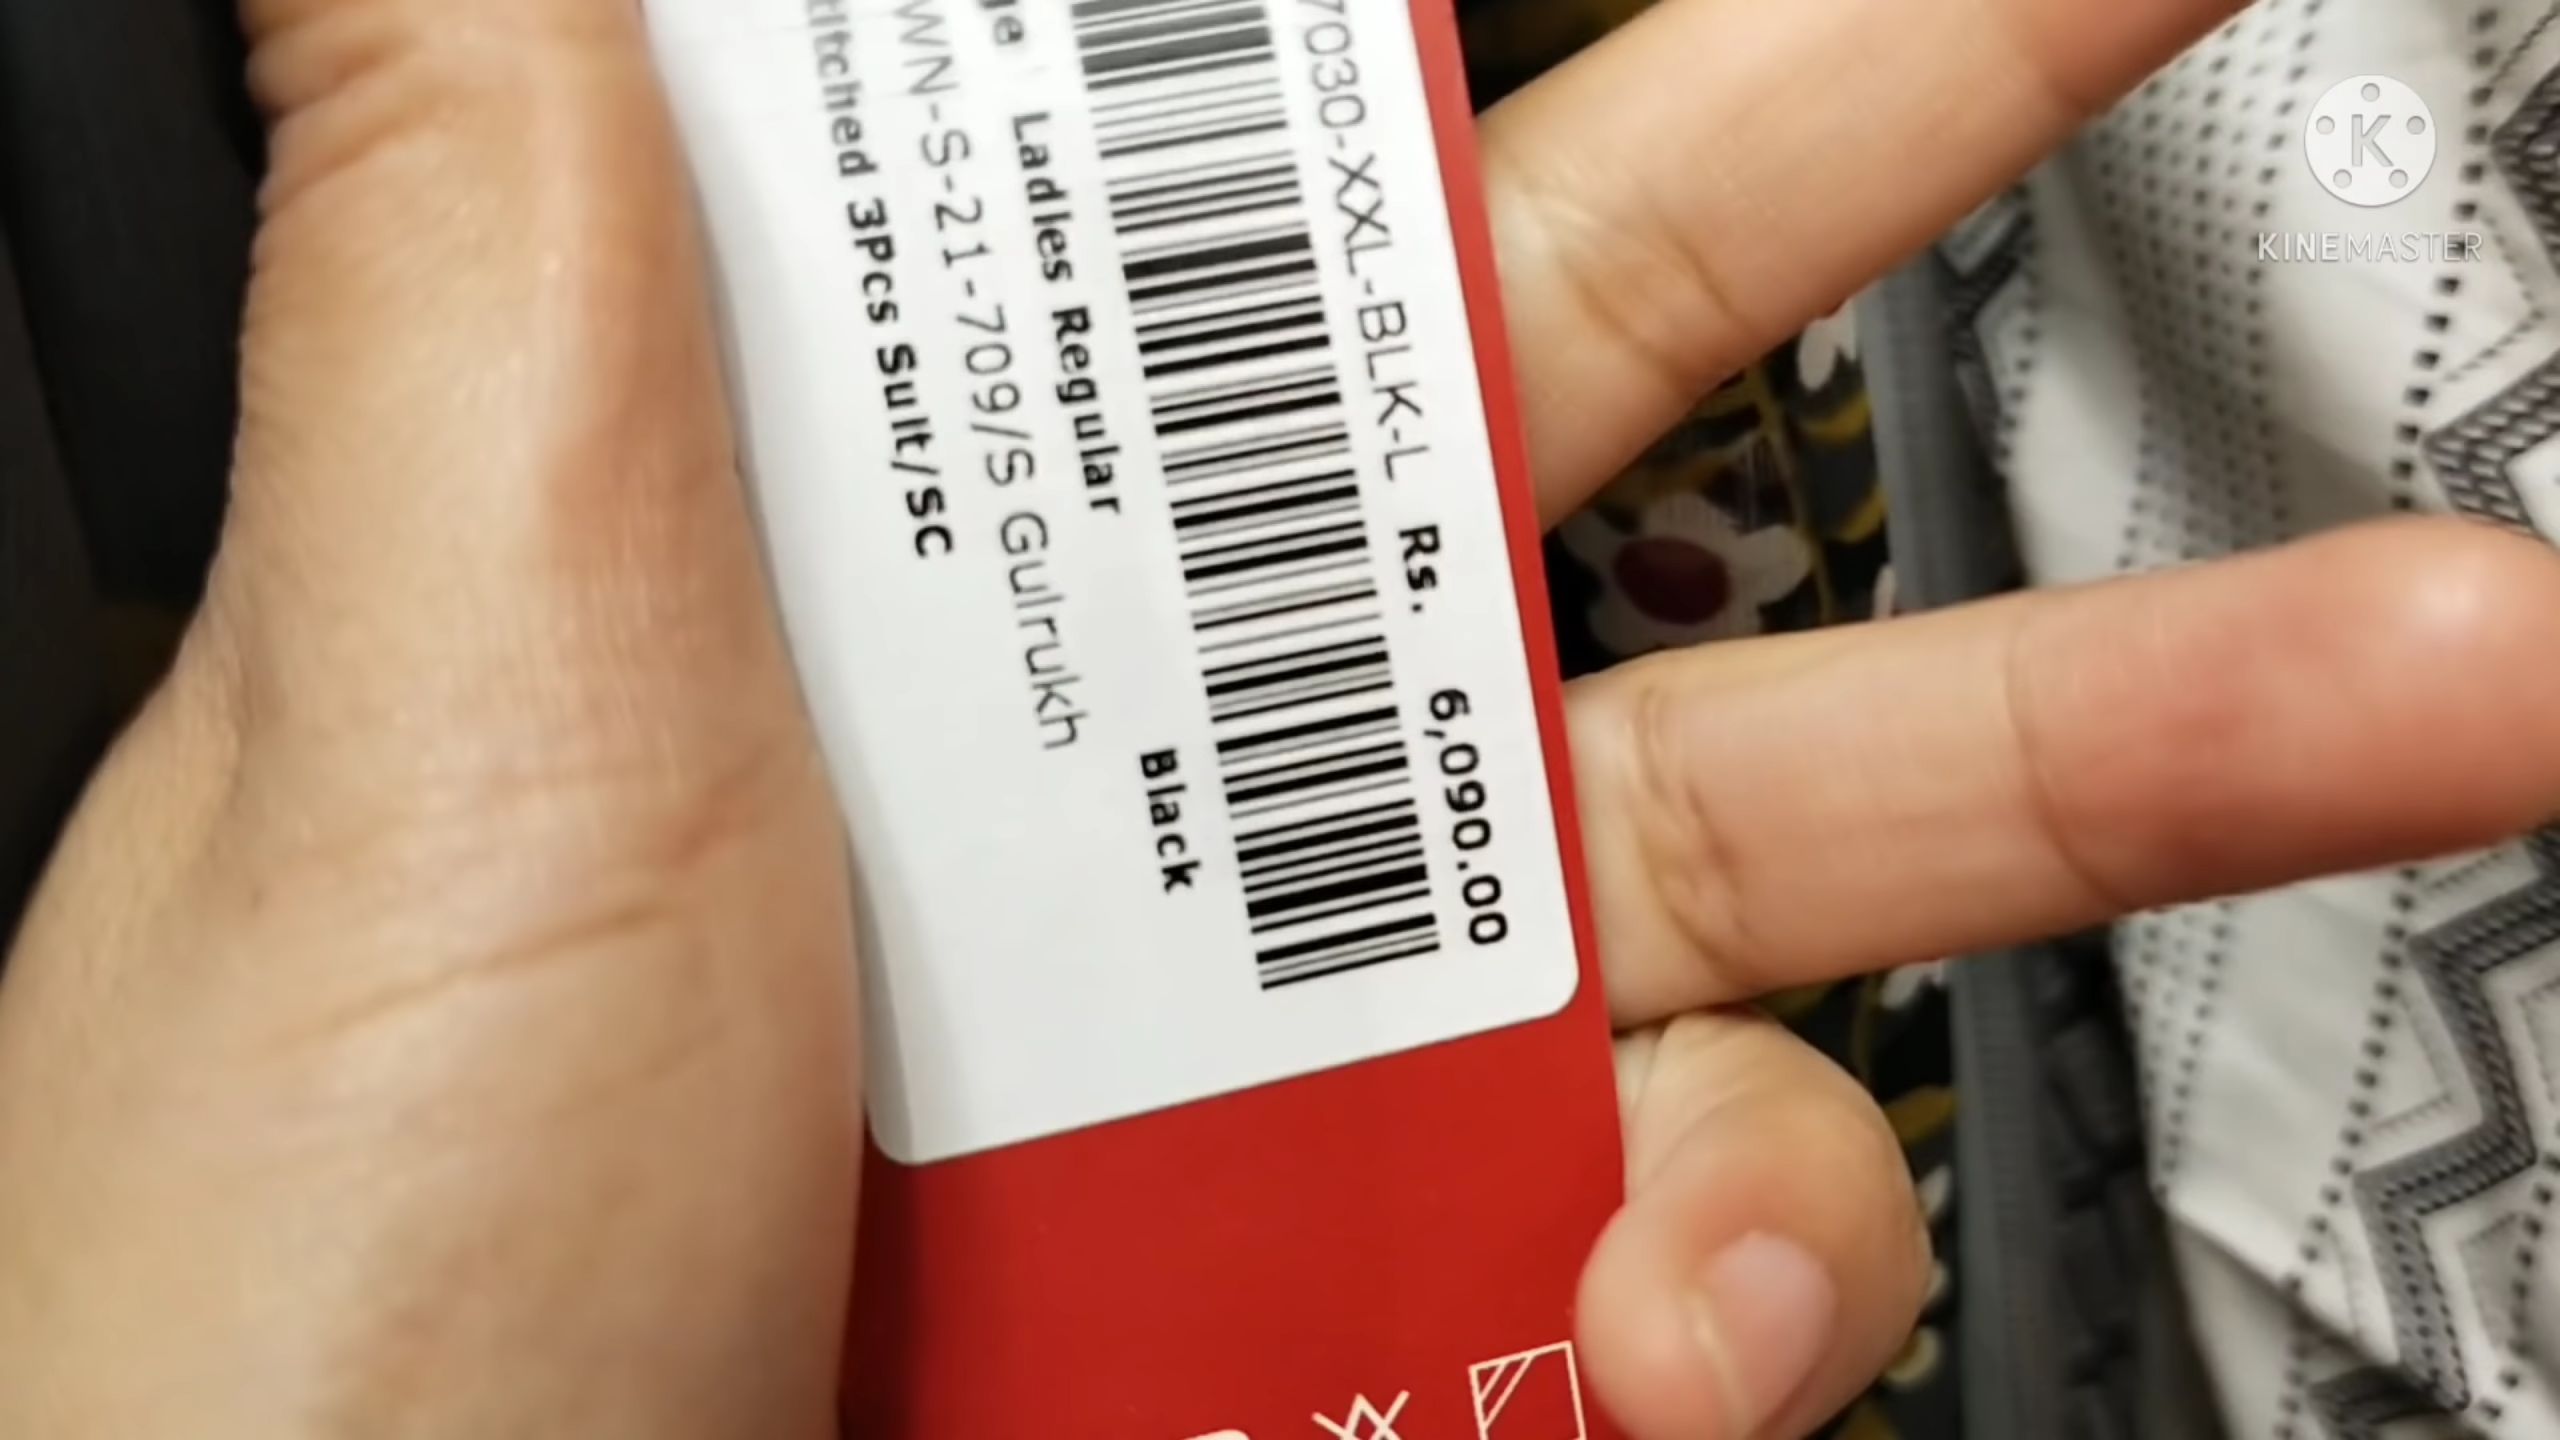 7030-XXL-BLK-L Rs. 6,090.00
Black
Ladies Regular
WN-S-21-709/S Gulrukh
3Pcs Suit/SC
KINEMASTER